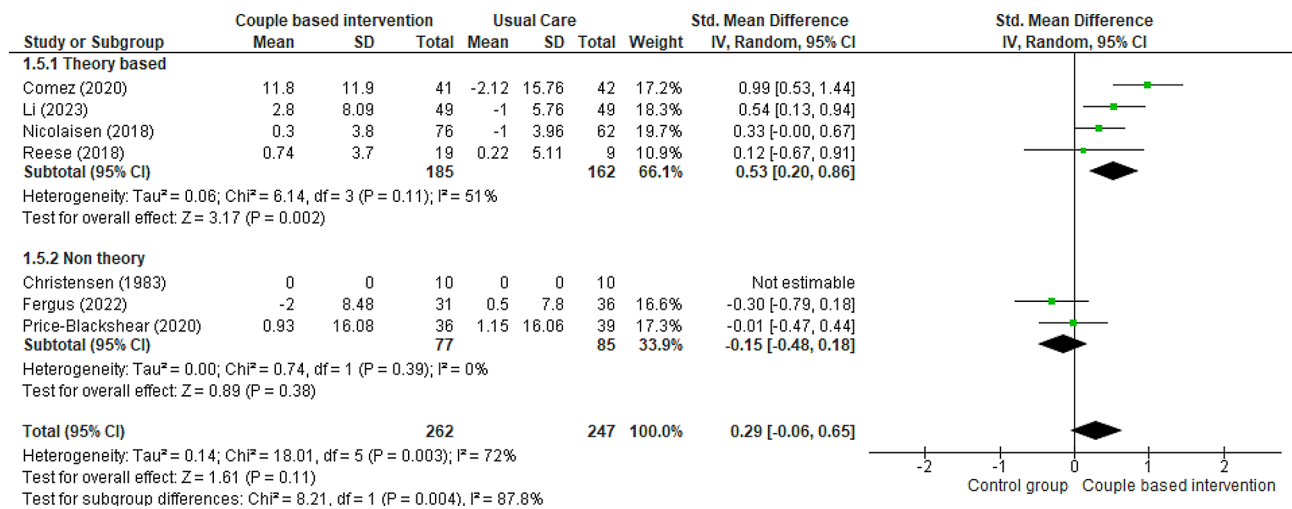 Couple based intervention Usual Care Std. Mean Difference Std. Mean Difference
Study or Subgroup Mean SD Total Mean SD Total Weight IV, Random, 95% CI IV, Random, 95% CI
1.5.1 Theory based
Comez (2020) 11.8 11.9 41 -2.12 15.76 42 17.2% 0.99 [0.53, 1.44]
Li (2023) 2.8 8.09 49 -1 5.76 49 18.3% 0.54 [0.13, 0.94]
Nicolaisen (2018) 0.3 3.8 76 -1 3.96 62 19.7% 0.33 [-0.00, 0.67]
Reese (2018) 0.74 3.7 19 0.22 5.11 9 10.9% 0.12 [-0.67, 0.91]
Subtotal (95% CI) 185 162 66.1% 0.53 [0.20, 0.86]
Heterogeneity: Tau² = 0.06; Chi² = 6.14, df = 3 (P = 0.11); I² = 51%
Test for overall effect: Z = 3.17 (P = 0.002)
1.5.2 Non theory
Christensen (1983) 0 0 10 0 0 10 Not estimable
Fergus (2022) -2 8.48 31 0.5 7.8 36 16.6% -0.30 [-0.79, 0.18]
Price-Blackshear (2020) 0.93 16.08 36 1.15 16.06 39 17.3% -0.01 [-0.47, 0.44]
Subtotal (95% CI) 77 85 33.9% -0.15 [-0.48, 0.18]
Heterogeneity: Tau² = 0.00; Chi² = 0.74, df = 1 (P = 0.39); I² = 0%
Test for overall effect: Z = 0.89 (P = 0.38)
Total (95% CI) 262 247 100.0% 0.29 [-0.06, 0.65]
Heterogeneity: Tau² = 0.14; Chi² = 18.01, df = 5 (P = 0.003); I² = 72%
Test for overall effect: Z = 1.61 (P = 0.11)
Test for subgroup differences: Chi² = 8.21, df = 1 (P = 0.004), I² = 87.8%
-2 -1 0 1 2
Control group Couple based intervention